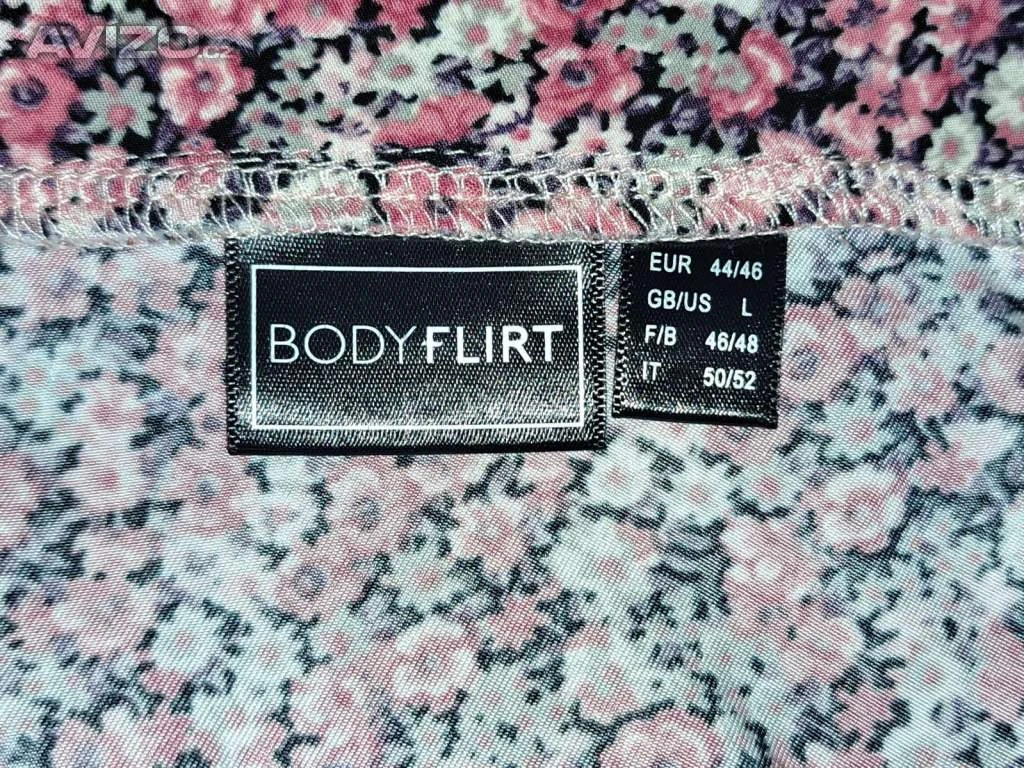 AVIZO.cz
BODYFLIRT
EUR 44/46
GB/US L
F/B 46/48
IT 50/52